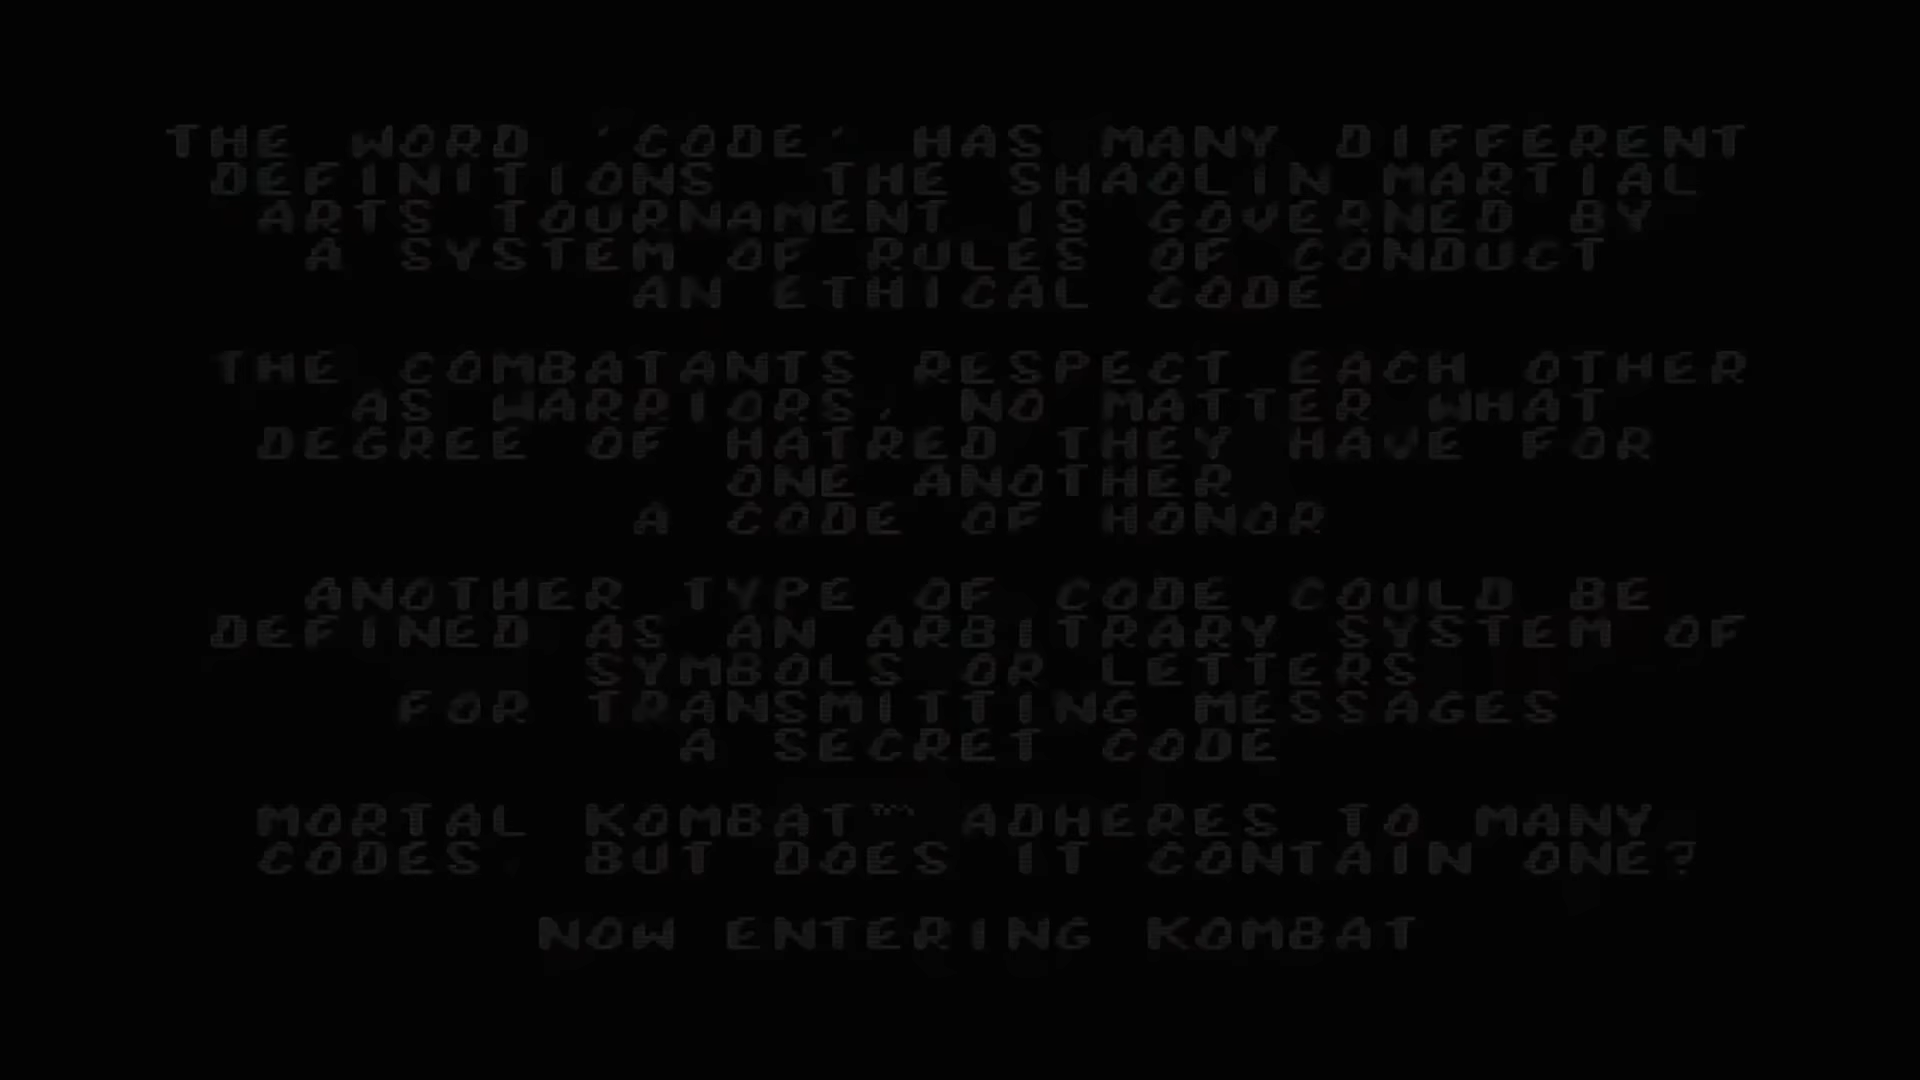 THE WORD 'CODE' HAS MANY DIFFERENT
DEFINITIONS THE SHAOLIN MARTIAL
ARTS TOURNAMENT IS GOVERNED BY
A SYSTEM OF RULES OF CONDUCT
AN ETHICAL CODE
THE COMBATANTS RESPECT EACH OTHER
AS WARRIORS, NO MATTER WHAT
DEGREE OF HATRED THEY HAVE FOR
ONE ANOTHER
A CODE OF HONOR
ANOTHER TYPE OF CODE COULD BE
DEFINED AS AN ARBITRARY SYSTEM OF
SYMBOLS OR LETTERS
FOR TRANSMITTING MESSAGES
A SECRET CODE
MORTAL KOMBAT™ ADHERES TO MANY
CODES. BUT DOES IT CONTAIN ONE?
NOW ENTERING KOMBAT